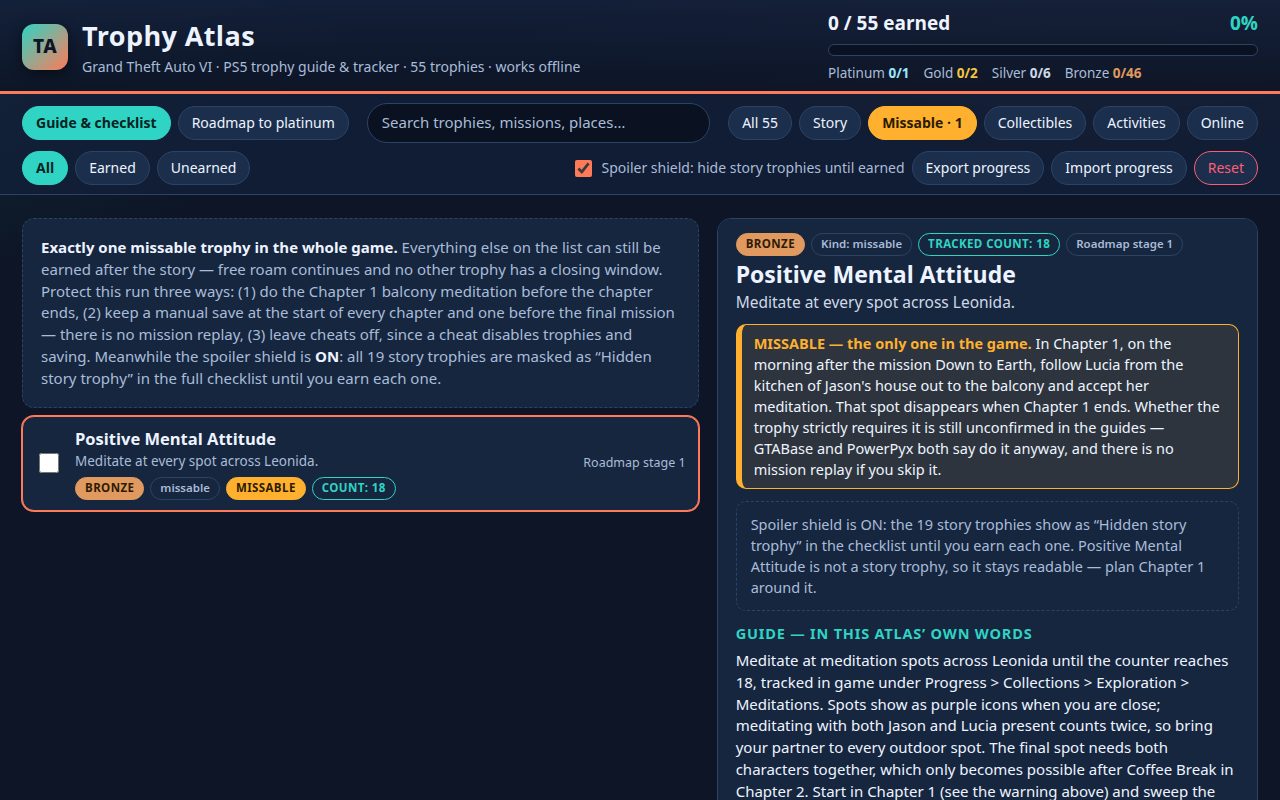 TA
Trophy Atlas
Grand Theft Auto VI · PS5 trophy guide & tracker · 55 trophies · works offline
0 / 55 earned
0%
Platinum 0/1 Gold 0/2 Silver 0/6 Bronze 0/46
Guide & checklist
Roadmap to platinum
Search trophies, missions, places...
All 55
Story
Missable · 1
Collectibles
Activities
Online
All
Earned
Unearned
Spoiler shield: hide story trophies until earned
Export progress
Import progress
Reset
Exactly one missable trophy in the whole game. Everything else on the list can still be
earned after the story — free roam continues and no other trophy has a closing window.
Protect this run three ways: (1) do the Chapter 1 balcony meditation before the chapter
ends, (2) keep a manual save at the start of every chapter and one before the final mission
— there is no mission replay, (3) leave cheats off, since a cheat disables trophies and
saving. Meanwhile the spoiler shield is ON: all 19 story trophies are masked as “Hidden
story trophy” in the full checklist until you earn each one.
Positive Mental Attitude
Meditate at every spot across Leonida.
BRONZE
missable
MISSABLE
COUNT: 18
Roadmap stage 1
BRONZE
Kind: missable
TRACKED COUNT: 18
Roadmap stage 1
Positive Mental Attitude
Meditate at every spot across Leonida.
MISSABLE — the only one in the game. In Chapter 1, on the
morning after the mission Down to Earth, follow Lucia from the
kitchen of Jason's house out to the balcony and accept her
meditation. That spot disappears when Chapter 1 ends. Whether the
trophy strictly requires it is still unconfirmed in the guides —
GTABase and PowerPyx both say do it anyway, and there is no
mission replay if you skip it.
Spoiler shield is ON: the 19 story trophies show as “Hidden story
trophy” in the checklist until you earn each one. Positive Mental
Attitude is not a story trophy, so it stays readable — plan Chapter 1
around it.
GUIDE — IN THIS ATLAS’ OWN WORDS
Meditate at meditation spots across Leonida until the counter reaches
18, tracked in game under Progress > Collections > Exploration >
Meditations. Spots show as purple icons when you are close;
meditating with both Jason and Lucia present counts twice, so bring
your partner to every outdoor spot. The final spot needs both
characters together, which only becomes possible after Coffee Break in
Chapter 2. Start in Chapter 1 (see the warning above) and sweep the